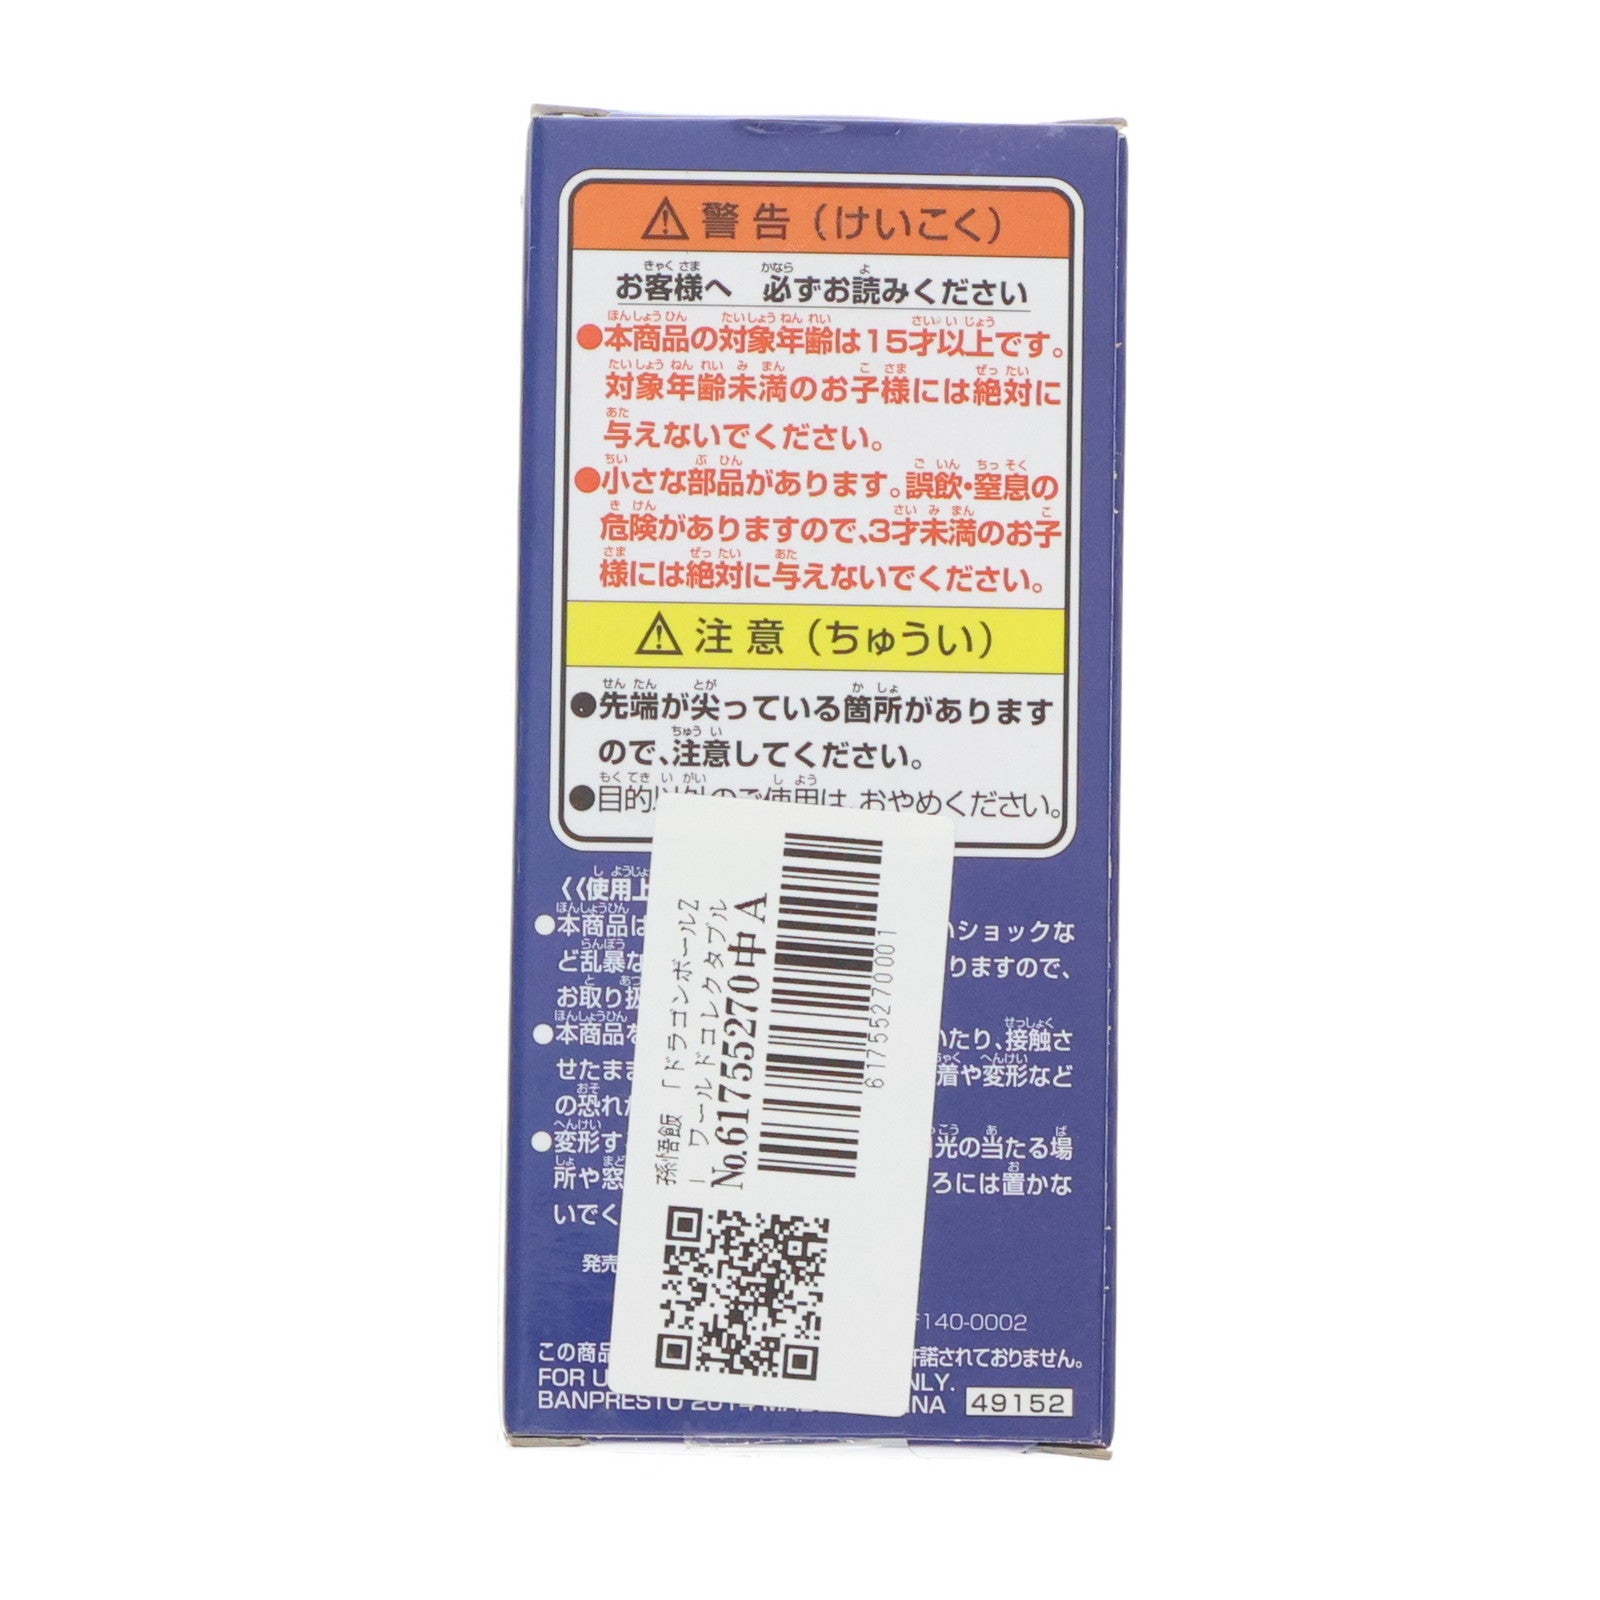 警告（けいこく）
お客様へ 必ずお読みください
●本商品の対象年齢は15才以上です。
対象年齢未満のお子様には絶対に
与えないでください。
●小さな部品があります。誤飲・窒息の
危険がありますので、3才未満のお子
様には絶対に与えないでください。
注意（ちゅうい）
●先端が尖っている箇所があります
ので、注意してください。
●目的以外のご使用は、おやめください。
〈〈使用上
●本商品は
いショックな
ど乱暴な
りますので、
お取り扱
●本商品を
いたり、接触さ
せたまま
着や変形など
の恐れが
●変形す
光の当たる場
所や窓
ろには置かな
いでく
発売
〒140-0002
この商品
許諾されておりません。
FOR U
NLY.
BANPRESTO 2014 MADE
INA
49152
孫悟飯 「ドラゴンボールZ
ー ワールドコレクタブル
No.61755270中 A
61755270001